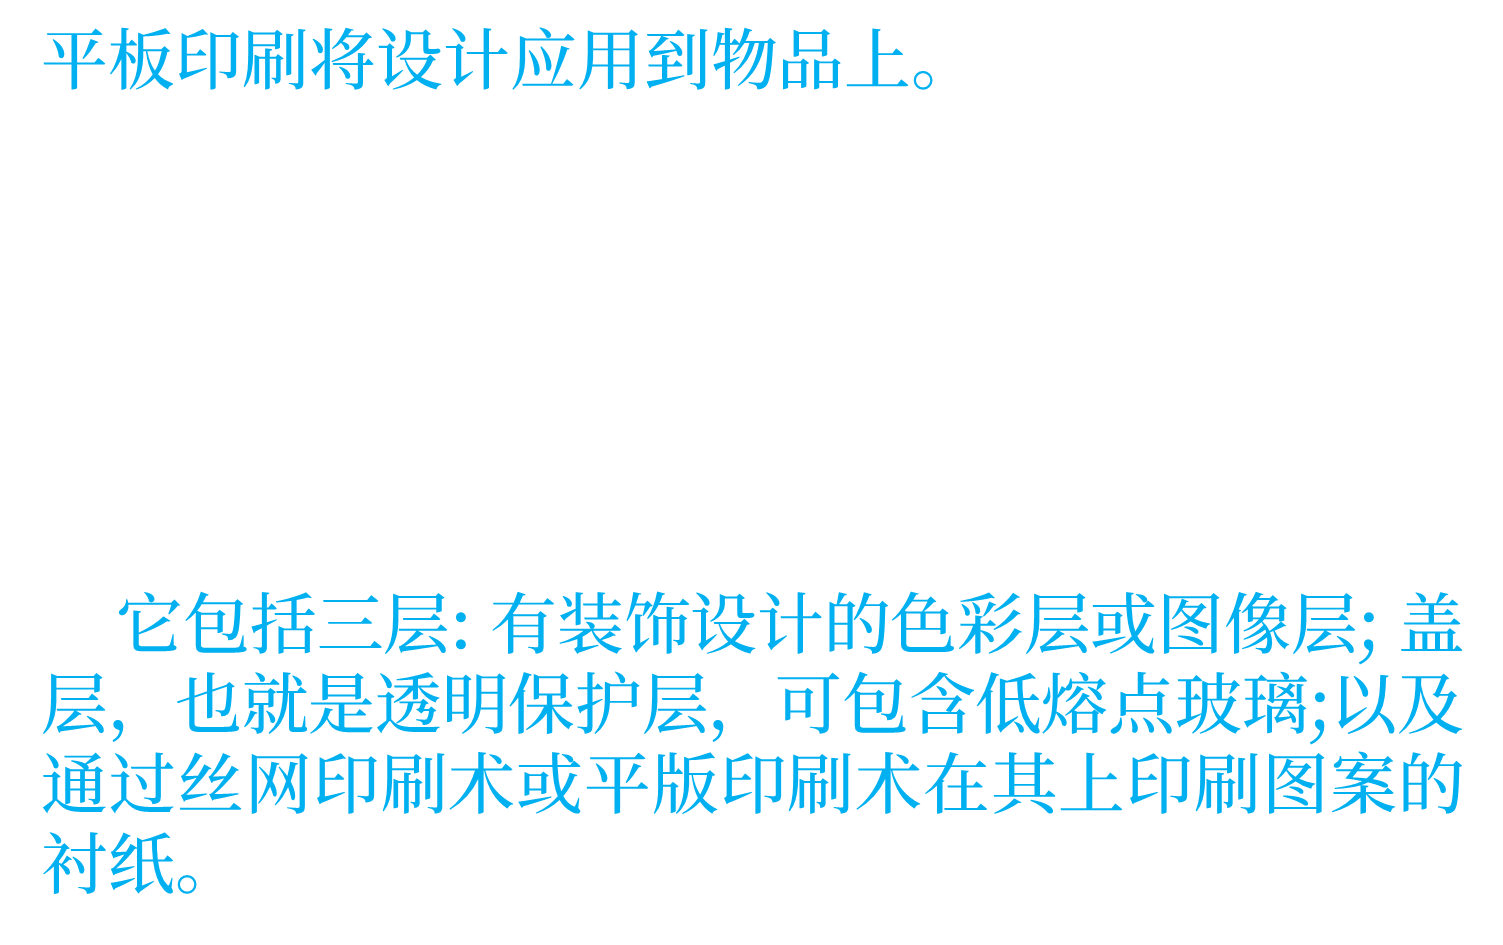 平板印刷将设计应用到物品上。
它包括三层: 有装饰设计的色彩层或图像层; 盖
层，也就是透明保护层，可包含低熔点玻璃;以及
通过丝网印刷术或平版印刷术在其上印刷图案的
衬纸。